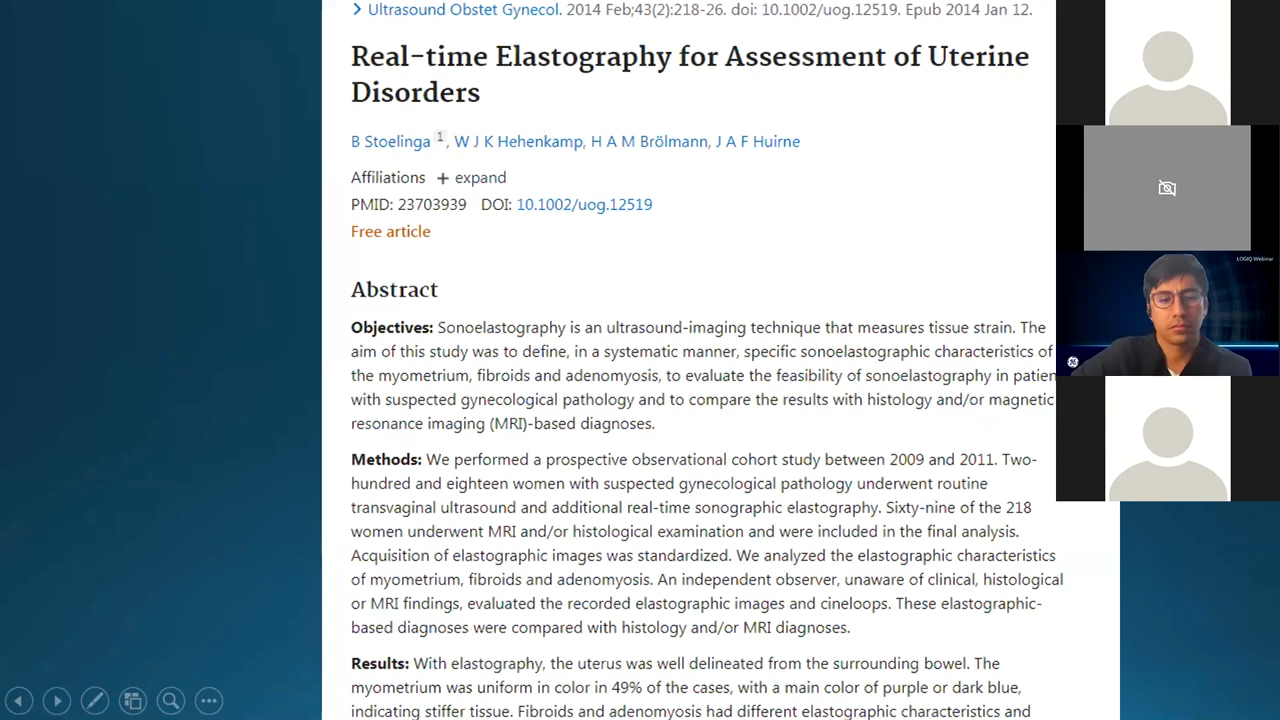 Ultrasound Obstet Gynecol. 2014 Feb;43(2):218-26. doi: 10.1002/uog.12519. Epub 2014 Jan 12.
Real-time Elastography for Assessment of Uterine
Disorders
B Stoelinga 1, W J K Hehenkamp, H A M Brölmann, J A F Huirne
Affiliations + expand
PMID: 23703939 DOI: 10.1002/uog.12519
Free article
Abstract
Objectives: Sonoelastography is an ultrasound-imaging technique that measures tissue strain. The
aim of this study was to define, in a systematic manner, specific sonoelastographic characteristics of
the myometrium, fibroids and adenomyosis, to evaluate the feasibility of sonoelastography in patien
with suspected gynecological pathology and to compare the results with histology and/or magnetic
resonance imaging (MRI)-based diagnoses.
Methods: We performed a prospective observational cohort study between 2009 and 2011. Two-
hundred and eighteen women with suspected gynecological pathology underwent routine
transvaginal ultrasound and additional real-time sonographic elastography. Sixty-nine of the 218
women underwent MRI and/or histological examination and were included in the final analysis.
Acquisition of elastographic images was standardized. We analyzed the elastographic characteristics
of myometrium, fibroids and adenomyosis. An independent observer, unaware of clinical, histological
or MRI findings, evaluated the recorded elastographic images and cineloops. These elastographic-
based diagnoses were compared with histology and/or MRI diagnoses.
Results: With elastography, the uterus was well delineated from the surrounding bowel. The
myometrium was uniform in color in 49% of the cases, with a main color of purple or dark blue,
indicating stiffer tissue. Fibroids and adenomyosis had different elastographic characteristics and
LOGIQ Webinar